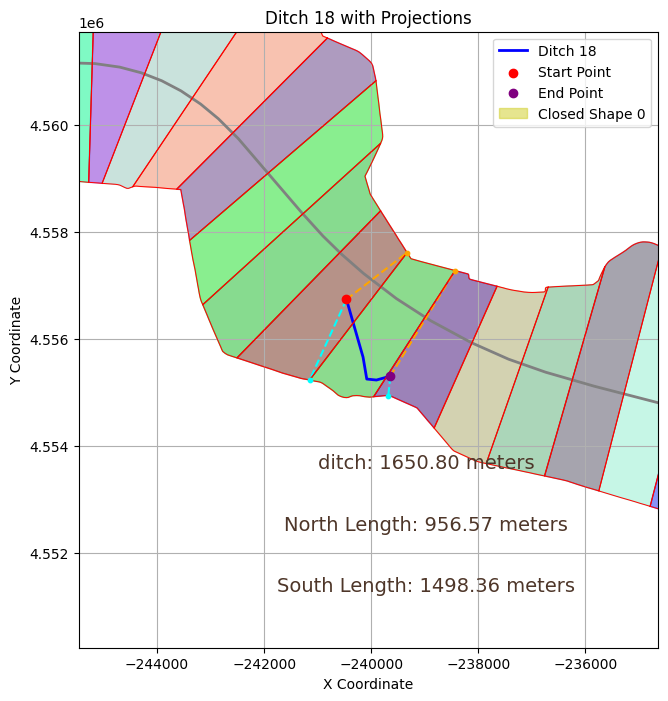 Ditch 18 with Projections
1e6
Ditch 18
Start Point
End Point
Closed Shape 0
4.560
4.558
4.556
4.554
4.552
Y Coordinate
ditch: 1650.80 meters
North Length: 956.57 meters
South Length: 1498.36 meters
−244000 −242000 −240000 −238000 −236000
X Coordinate